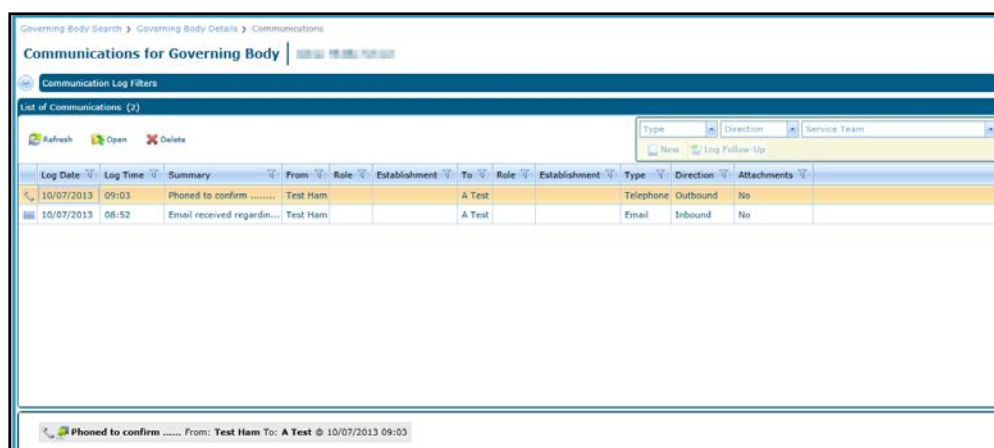 Governing Body Search > Governing Body Details > Communications
Communications for Governing Body
Communication Log Filters
List of Communications (2)
Refresh Open Delete
Type Direction Service Team
New Log Follow-Up
Log Date Log Time Summary From Role Establishment To Role Establishment Type Direction Attachments
10/07/2013 09:03 Phoned to confirm ........ Test Ham A Test Telephone Outbound No
10/07/2013 08:52 Email received regardin... Test Ham A Test Email Inbound No
Phoned to confirm ...... From: Test Ham To: A Test @ 10/07/2013 09:03